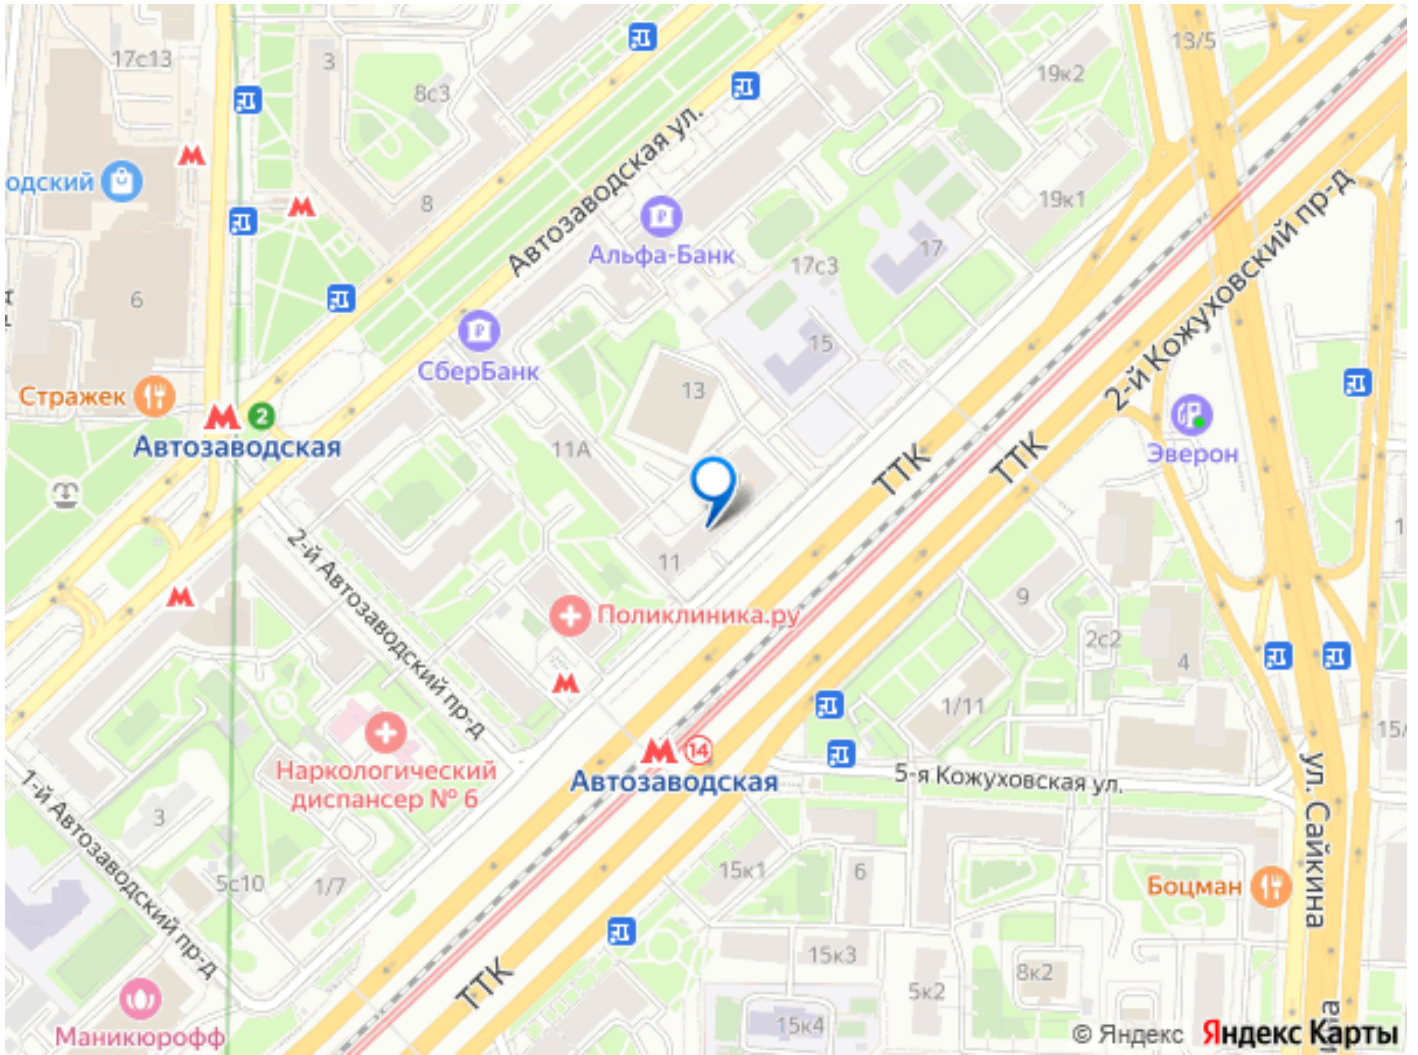 17с13
3
8с3
13/5
19к2
одский
8
Автозаводская ул.
19к1
2-й Кожуховский пр-д
Альфа-Банк
17с3
17
6
СберБанк
15
13
Стражек
2
Автозаводская
11А
ТТК
ТТК
Эверон
2-й Автозаводский пр-д
11
Поликлиника.ру
9
2с2
4
1/11
15/
14
Автозаводская
Наркологический
диспансер № 6
5-я Кожуховская ул.
ул. Сайкина
1-й Автозаводский пр-д
3
5с10
1/7
15к1
6
Боцман
15к3
8к2
ТТК
5к2
15к4
Маникюрофф
© Яндекс Яндекс Карты